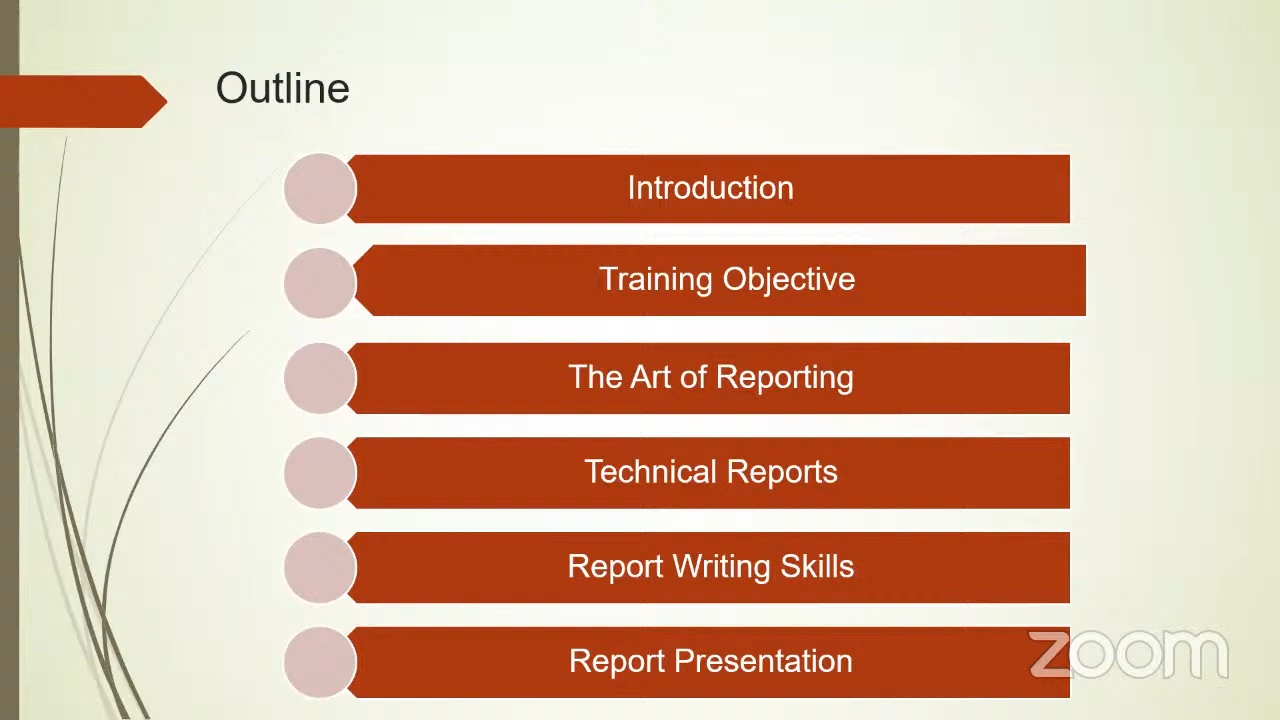 Outline
Introduction
Training Objective
The Art of Reporting
Technical Reports
Report Writing Skills
Report Presentation
zoom